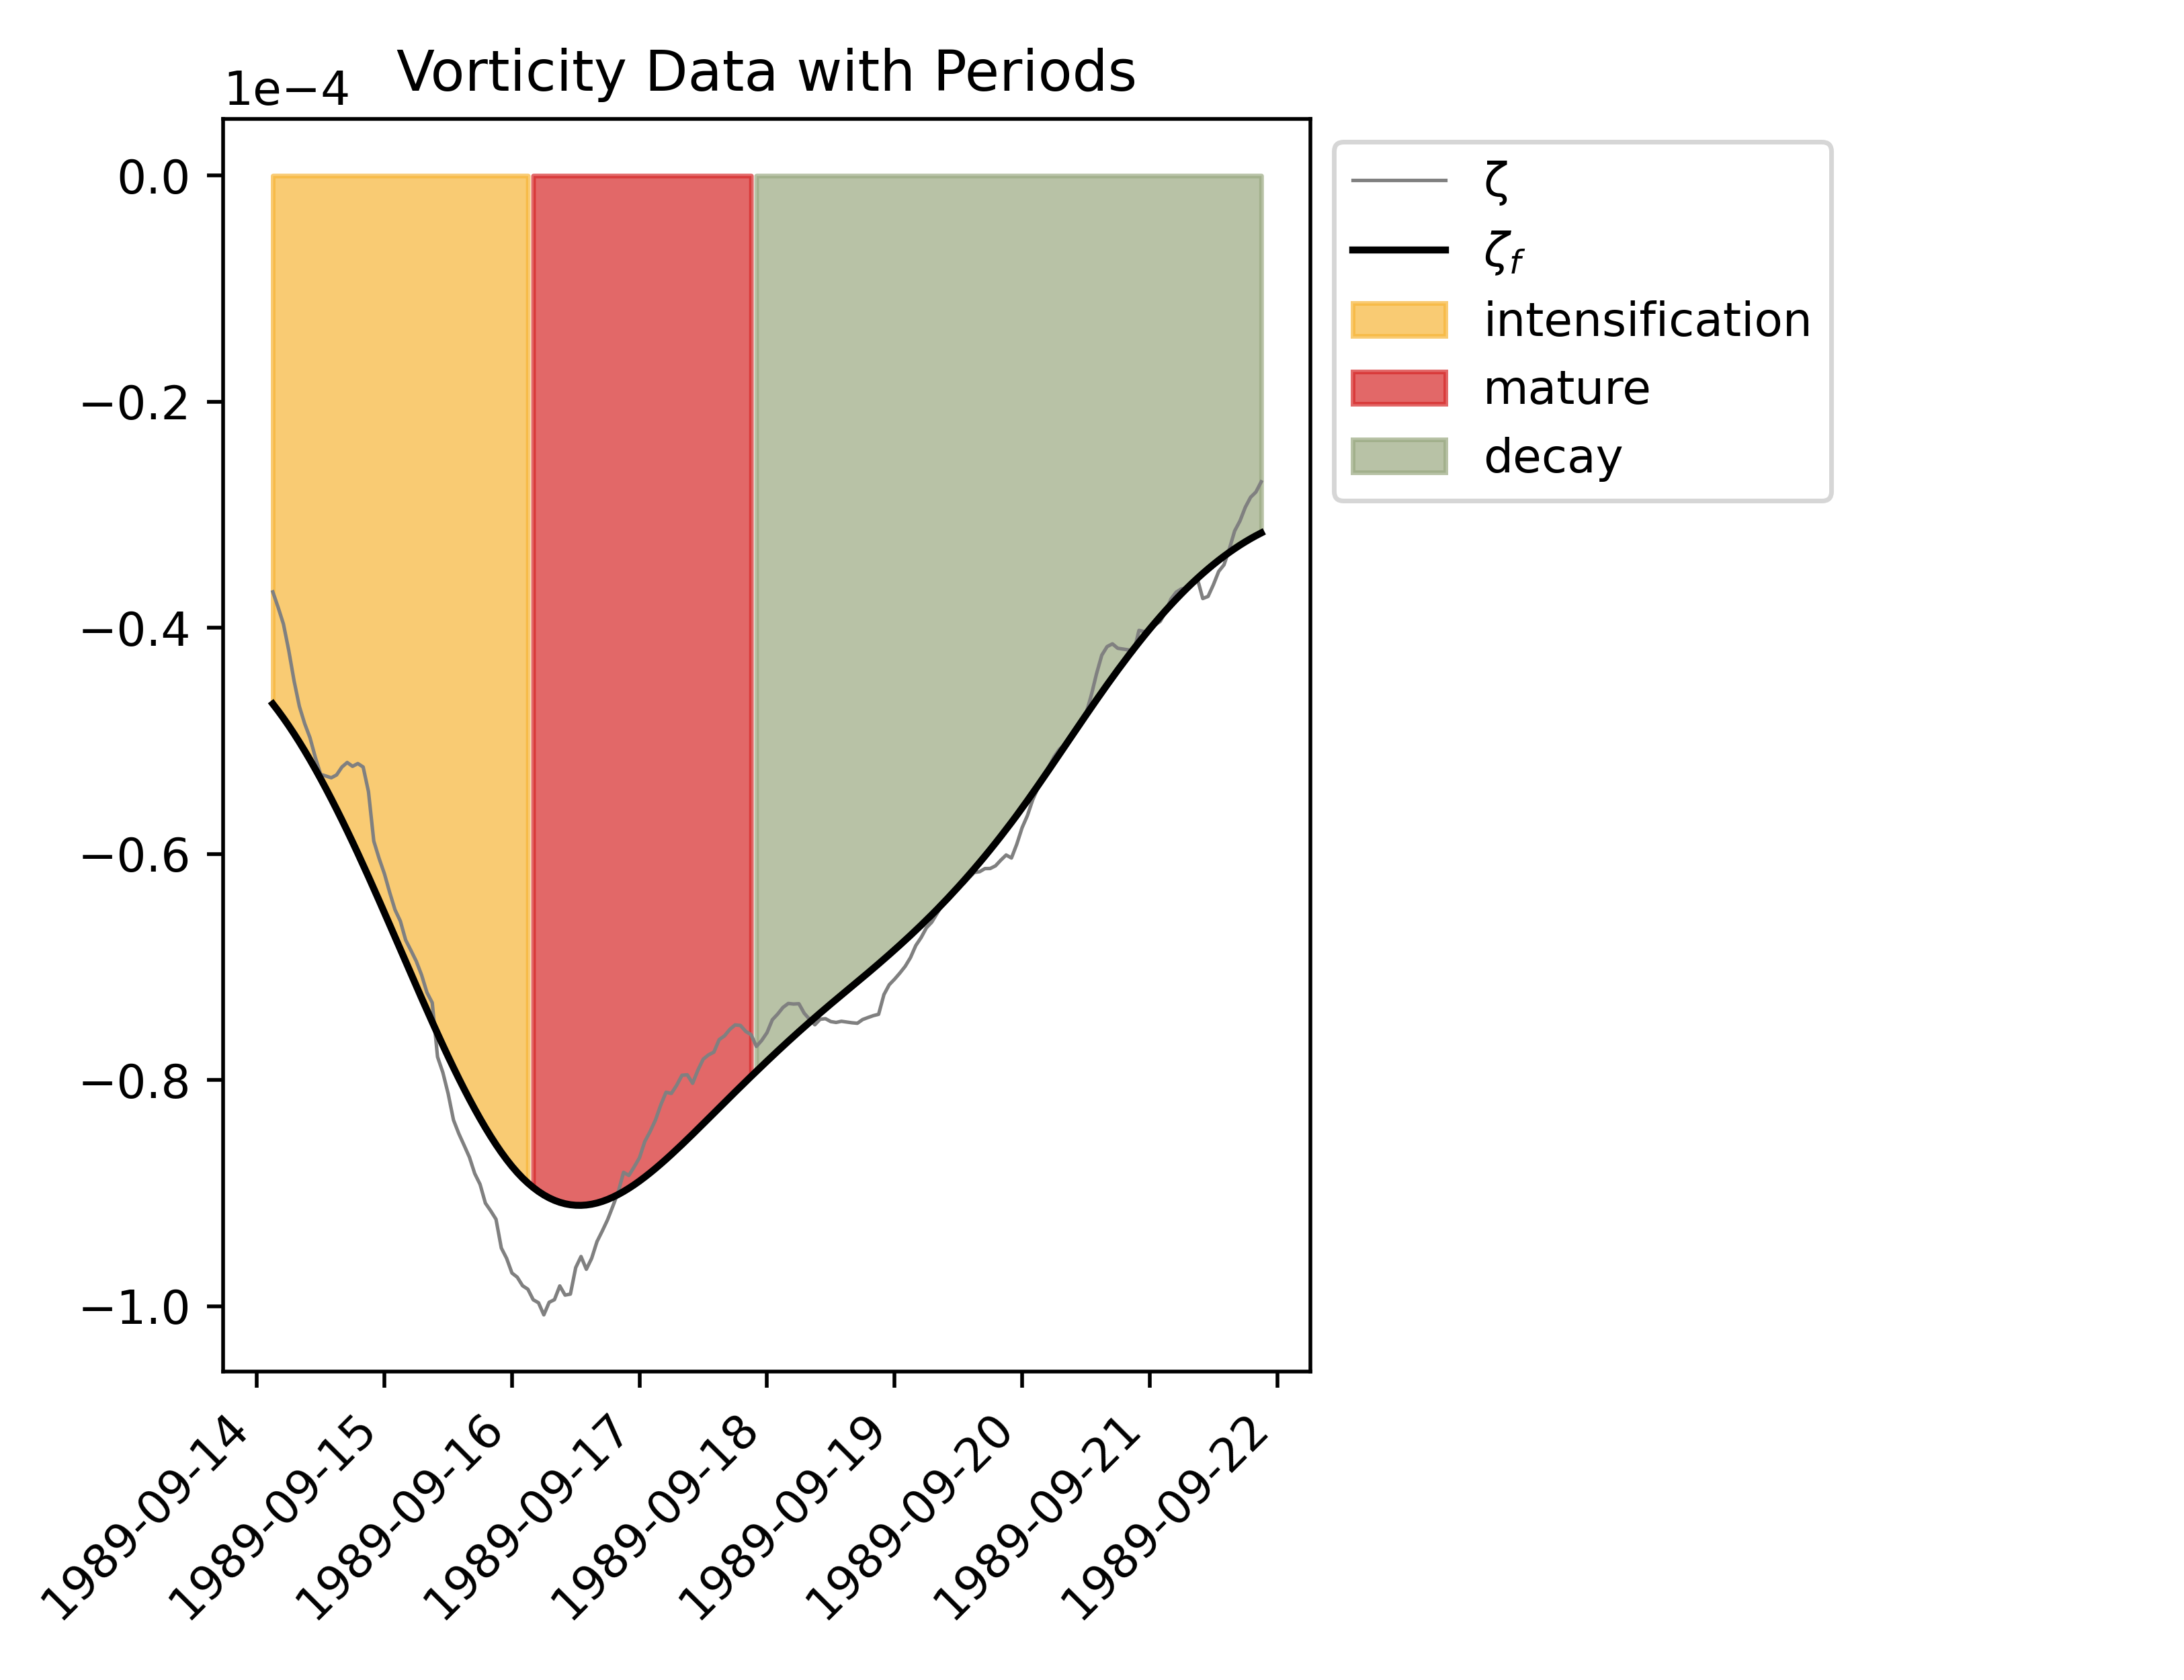 Vorticity Data with Periods
1e−4
0.0
−0.2
−0.4
−0.6
−0.8
−1.0
1989-09-14
1989-09-15
1989-09-16
1989-09-17
1989-09-18
1989-09-19
1989-09-20
1989-09-21
1989-09-22
ζ
ζf
intensification
mature
decay